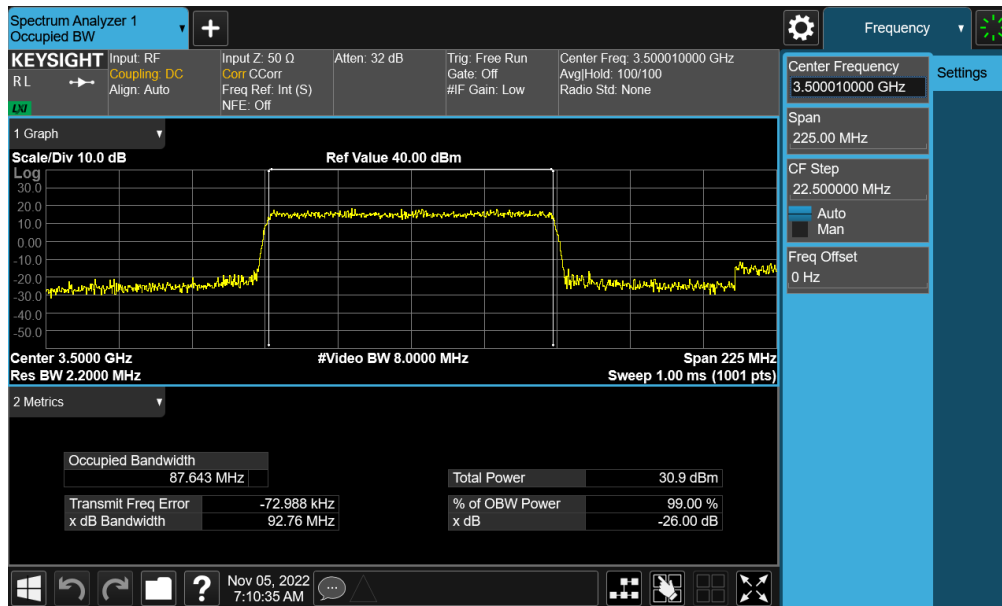 Spectrum Analyzer 1
Occupied BW
+
Frequency
KEYSIGHT
R L
LXI
Input: RF
Coupling: DC
Align: Auto
Input Z: 50 Ω
Corr CCorr
Freq Ref: Int (S)
NFE: Off
Atten: 32 dB
Trig: Free Run
Gate: Off
#IF Gain: Low
Center Freq: 3.500010000 GHz
Avg|Hold: 100/100
Radio Std: None
Center Frequency
3.500010000 GHz
Settings
Span
225.00 MHz
CF Step
22.500000 MHz
Auto
Man
Freq Offset
0 Hz
1 Graph
Scale/Div 10.0 dB
Ref Value 40.00 dBm
Log
30.0
20.0
10.0
0.00
-10.0
-20.0
-30.0
-40.0
-50.0
Center 3.5000 GHz
#Video BW 8.0000 MHz
Span 225 MHz
Res BW 2.2000 MHz
Sweep 1.00 ms (1001 pts)
2 Metrics
Occupied Bandwidth
87.643 MHz
Total Power 30.9 dBm
Transmit Freq Error -72.988 kHz
% of OBW Power 99.00 %
x dB Bandwidth 92.76 MHz
x dB -26.00 dB
?
Nov 05, 2022
7:10:35 AM